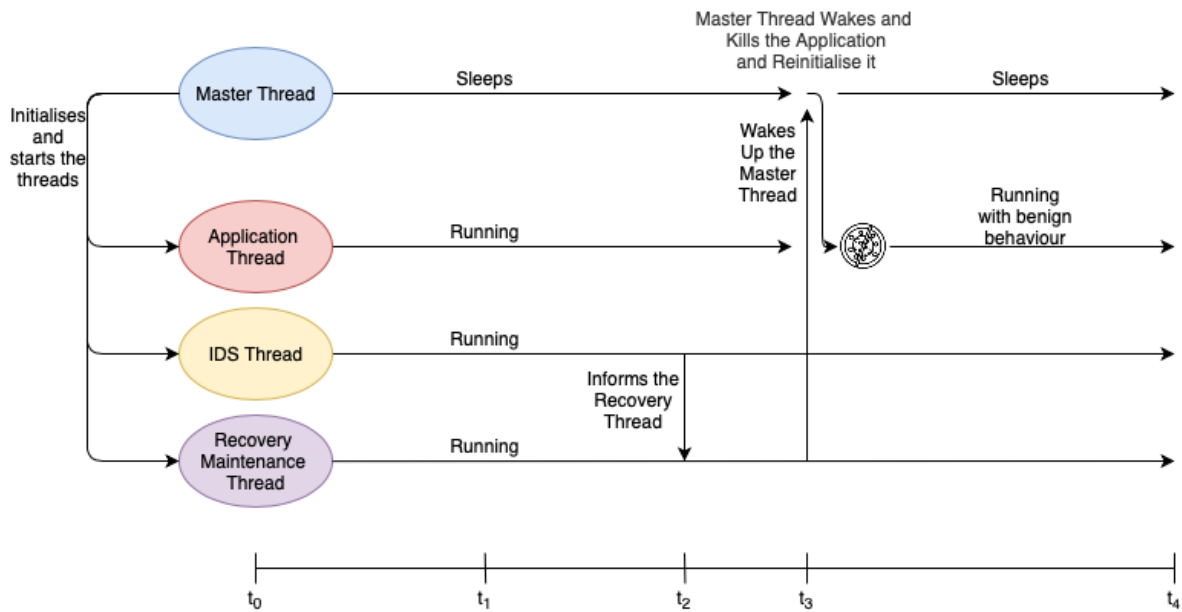 Master Thread Wakes and
Kills the Application
and Reinitialise it
Master Thread
Sleeps
Sleeps
Initialises
and
starts the
threads
Wakes
Up the
Master
Thread
Application
Thread
Running
Running
with benign
behaviour
IDS Thread
Running
Informs the
Recovery
Thread
Recovery
Maintenance
Thread
Running
t0
t1
t2
t3
t4